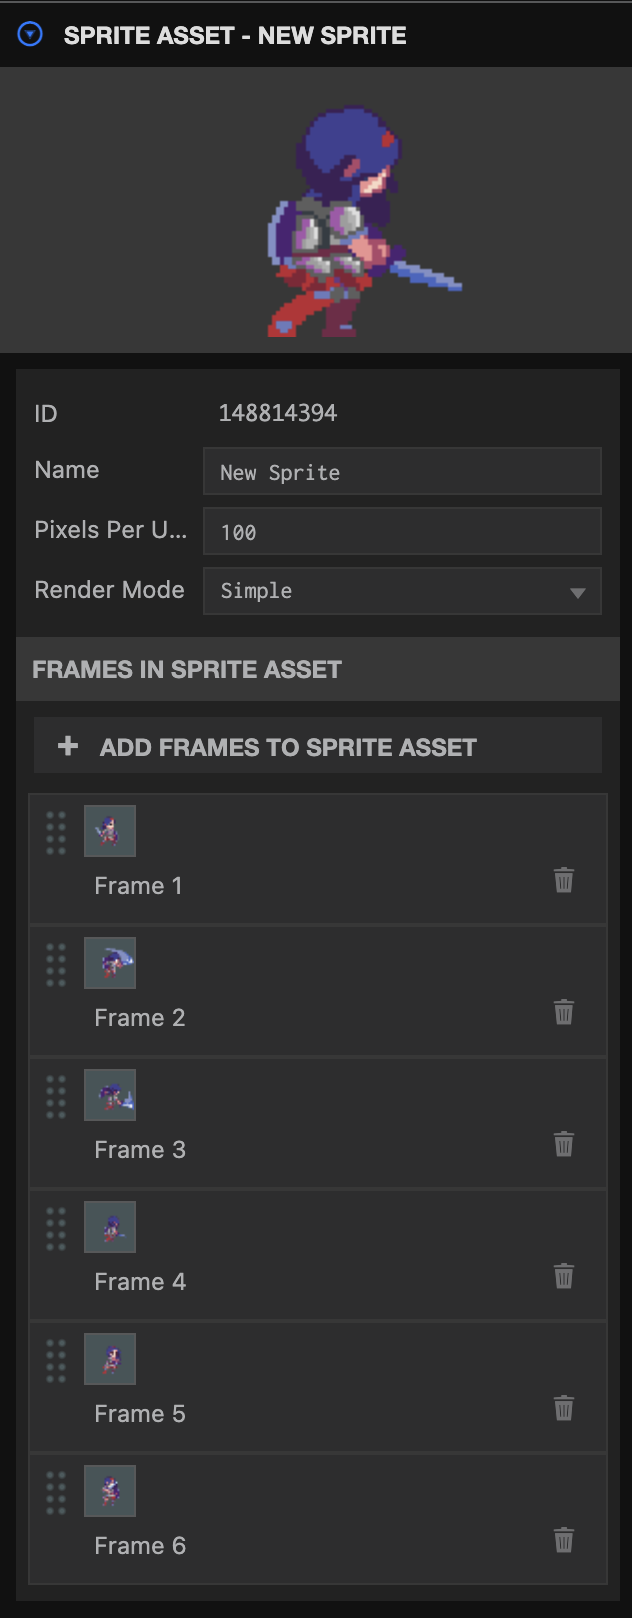 SPRITE ASSET - NEW SPRITE
ID 148814394
Name New Sprite
Pixels Per U... 100
Render Mode Simple
FRAMES IN SPRITE ASSET
+ ADD FRAMES TO SPRITE ASSET
Frame 1
Frame 2
Frame 3
Frame 4
Frame 5
Frame 6